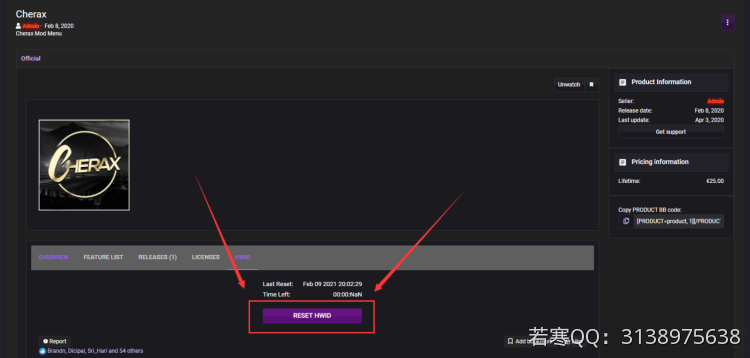 Cherax
Admin · Feb 8, 2020
Cherax Mod Menu
Official
Unwatch
CHERAX
Product Information
Seller: Admin
Release date: Feb 8, 2020
Last update: Apr 3, 2020
Get support
Pricing information
Lifetime: €25.00
Copy PRODUCT BB code:
[PRODUCT=product, 1][/PRODUCT
OVERVIEW FEATURE LIST RELEASES (1) LICENSES HWID
Last Reset: Feb 09 2021 20:02:29
Time Left: 00:00:NaN
RESET HWID
Report
Add
Brandn, Dicipal, Sri_Hari and 54 others
若寒QQ：3138975638